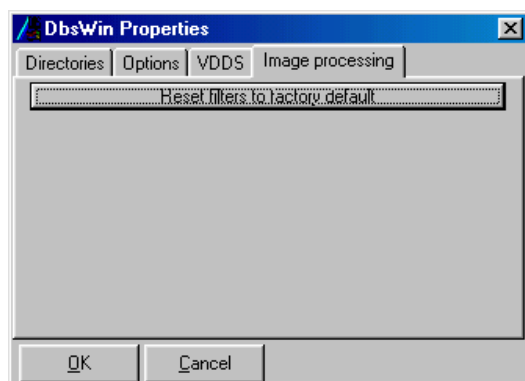 DbsWin Properties
Directories Options VDDS Image processing
Reset filters to factory default
OK Cancel